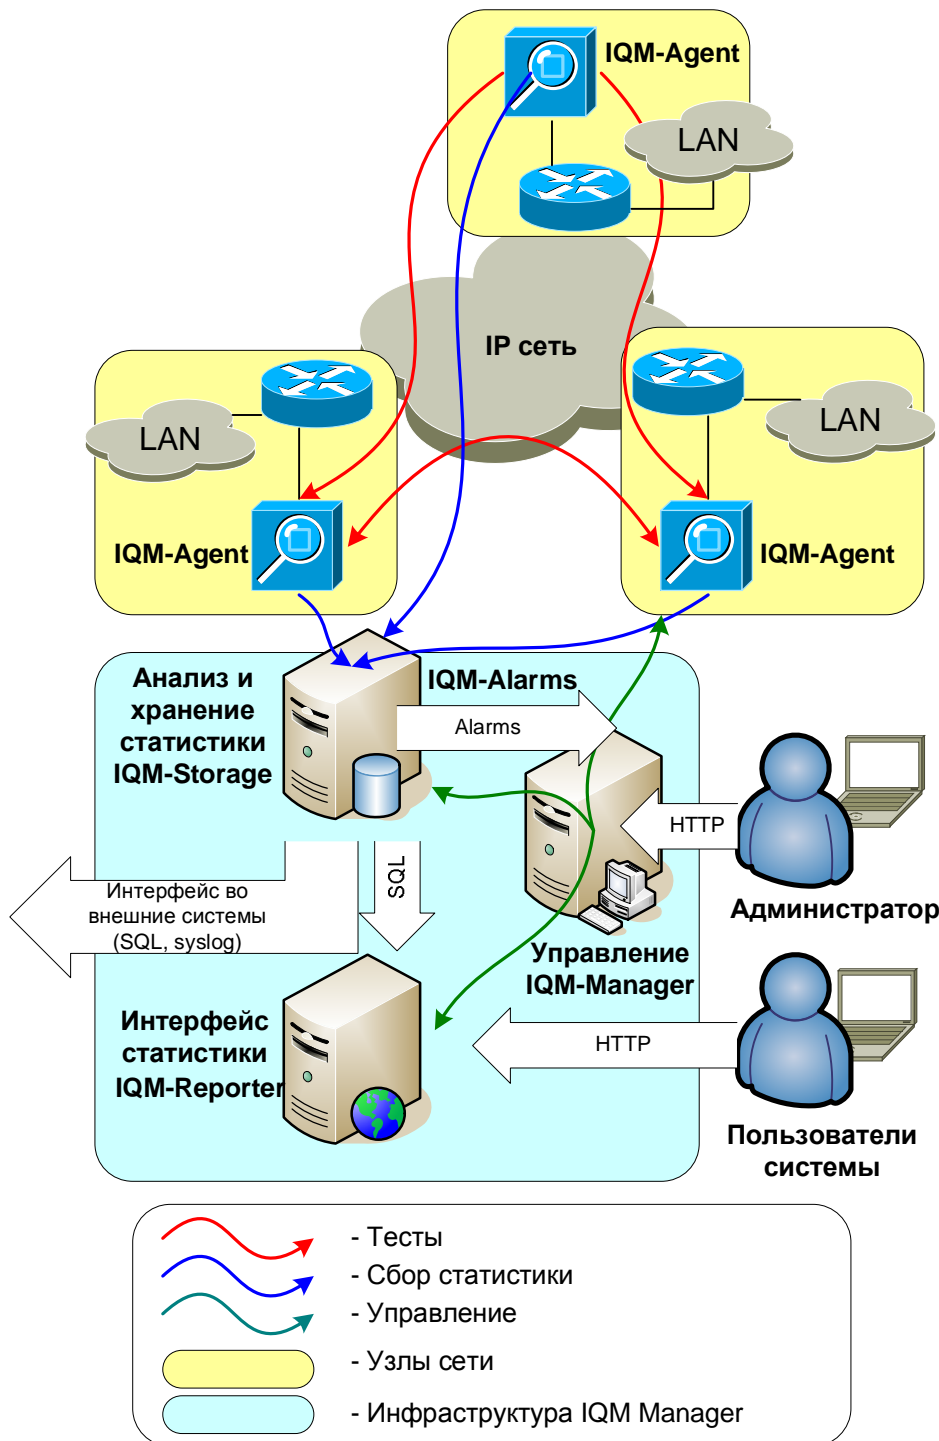 IQM-Agent
LAN
IP сеть
LAN
LAN
IQM-Agent
IQM-Agent
Анализ и
хранение
статистики
IQM-Storage
IQM-Alarms
Alarms
HTTP
SQL
Интерфейс во
внешние системы
(SQL, syslog)
Администратор
Управление
IQM-Manager
Интерфейс
статистики
IQM-Reporter
HTTP
Пользователи
системы
- Тесты
- Сбор статистики
- Управление
- Узлы сети
- Инфраструктура IQM Manager